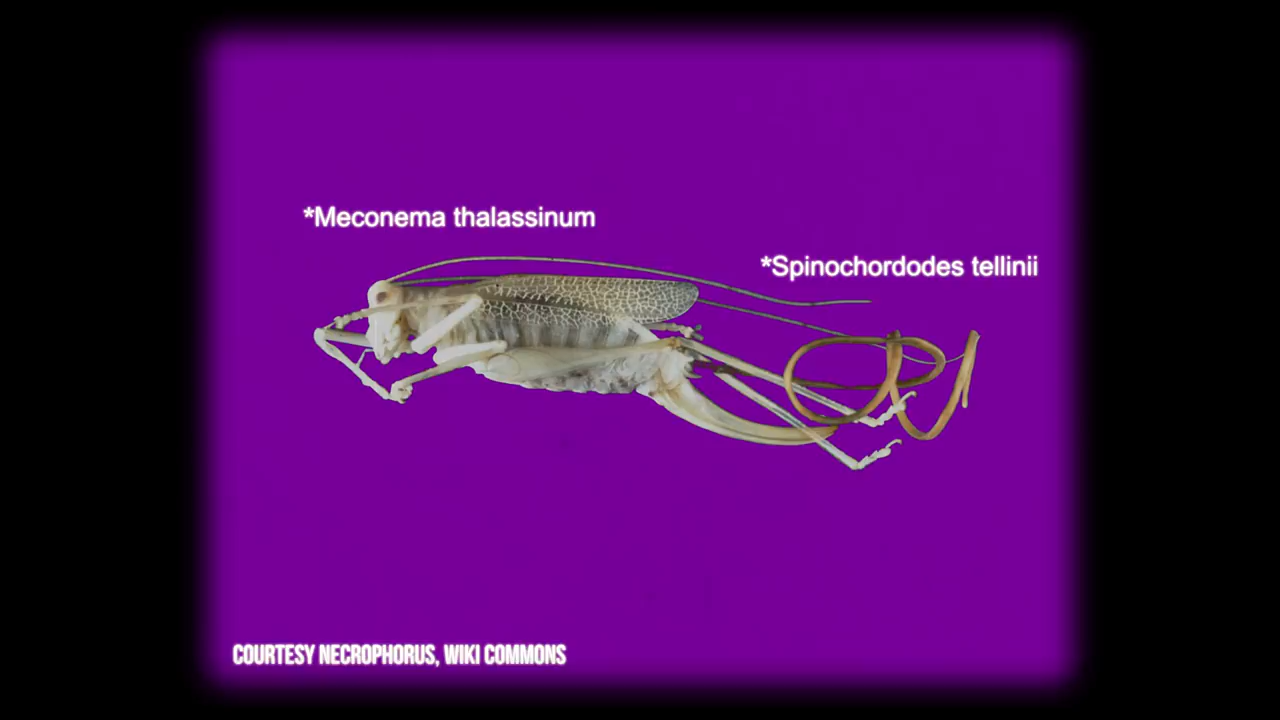 *Meconema thalassinum
*Spinochordodes tellinii
COURTESY NECROPHORUS, WIKI COMMONS